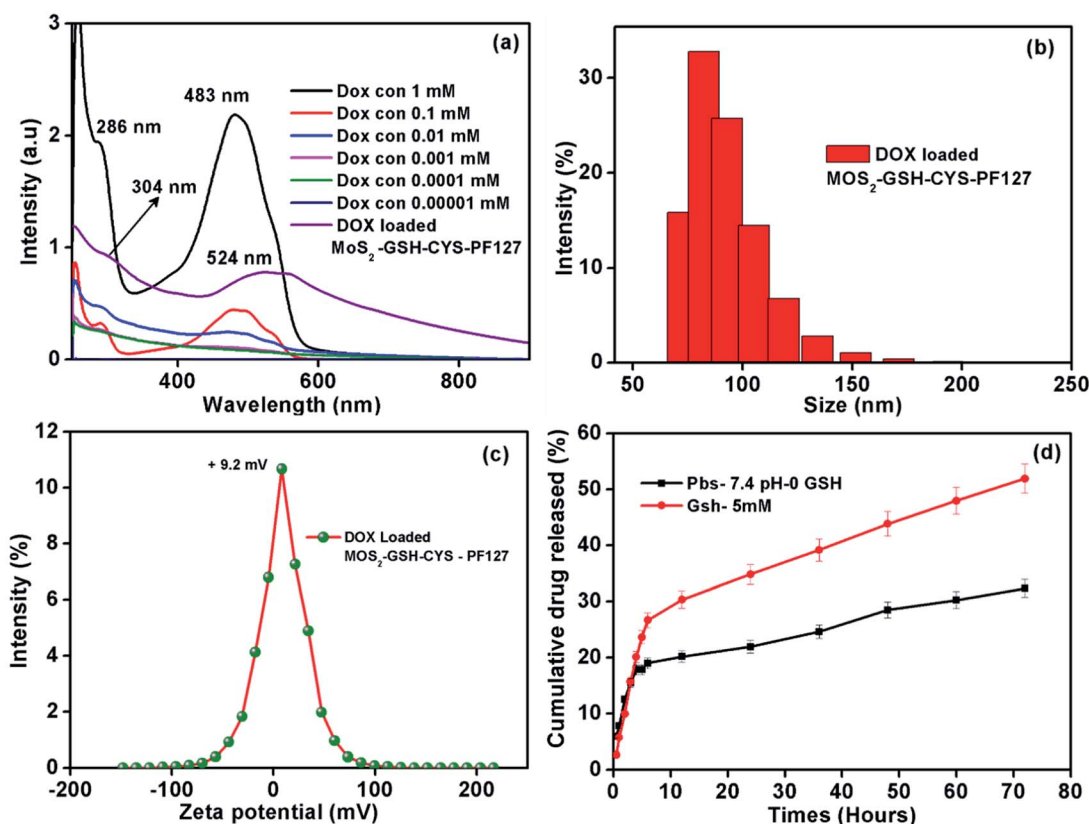 (a)
3
2
1
0
Intensity (a.u)
286 nm
304 nm
483 nm
524 nm
Dox con 1 mM
Dox con 0.1 mM
Dox con 0.01 mM
Dox con 0.001 mM
Dox con 0.0001 mM
Dox con 0.00001 mM
DOX loaded
MoS₂-GSH-CYS-PF127
400 600 800
Wavelength (nm)
(b)
30
20
10
0
Intensity (%)
DOX loaded
MOS₂-GSH-CYS-PF127
50 100 150 200 250
Size (nm)
(c)
12
10
8
6
4
2
0
Intensity (%)
+ 9.2 mV
DOX Loaded
MOS₂-GSH-CYS - PF127
-200 -100 0 100 200
Zeta potential (mV)
(d)
60
50
40
30
20
10
0
Cumulative drug released (%)
Pbs- 7.4 pH-0 GSH
Gsh- 5mM
0 10 20 30 40 50 60 70 80
Times (Hours)